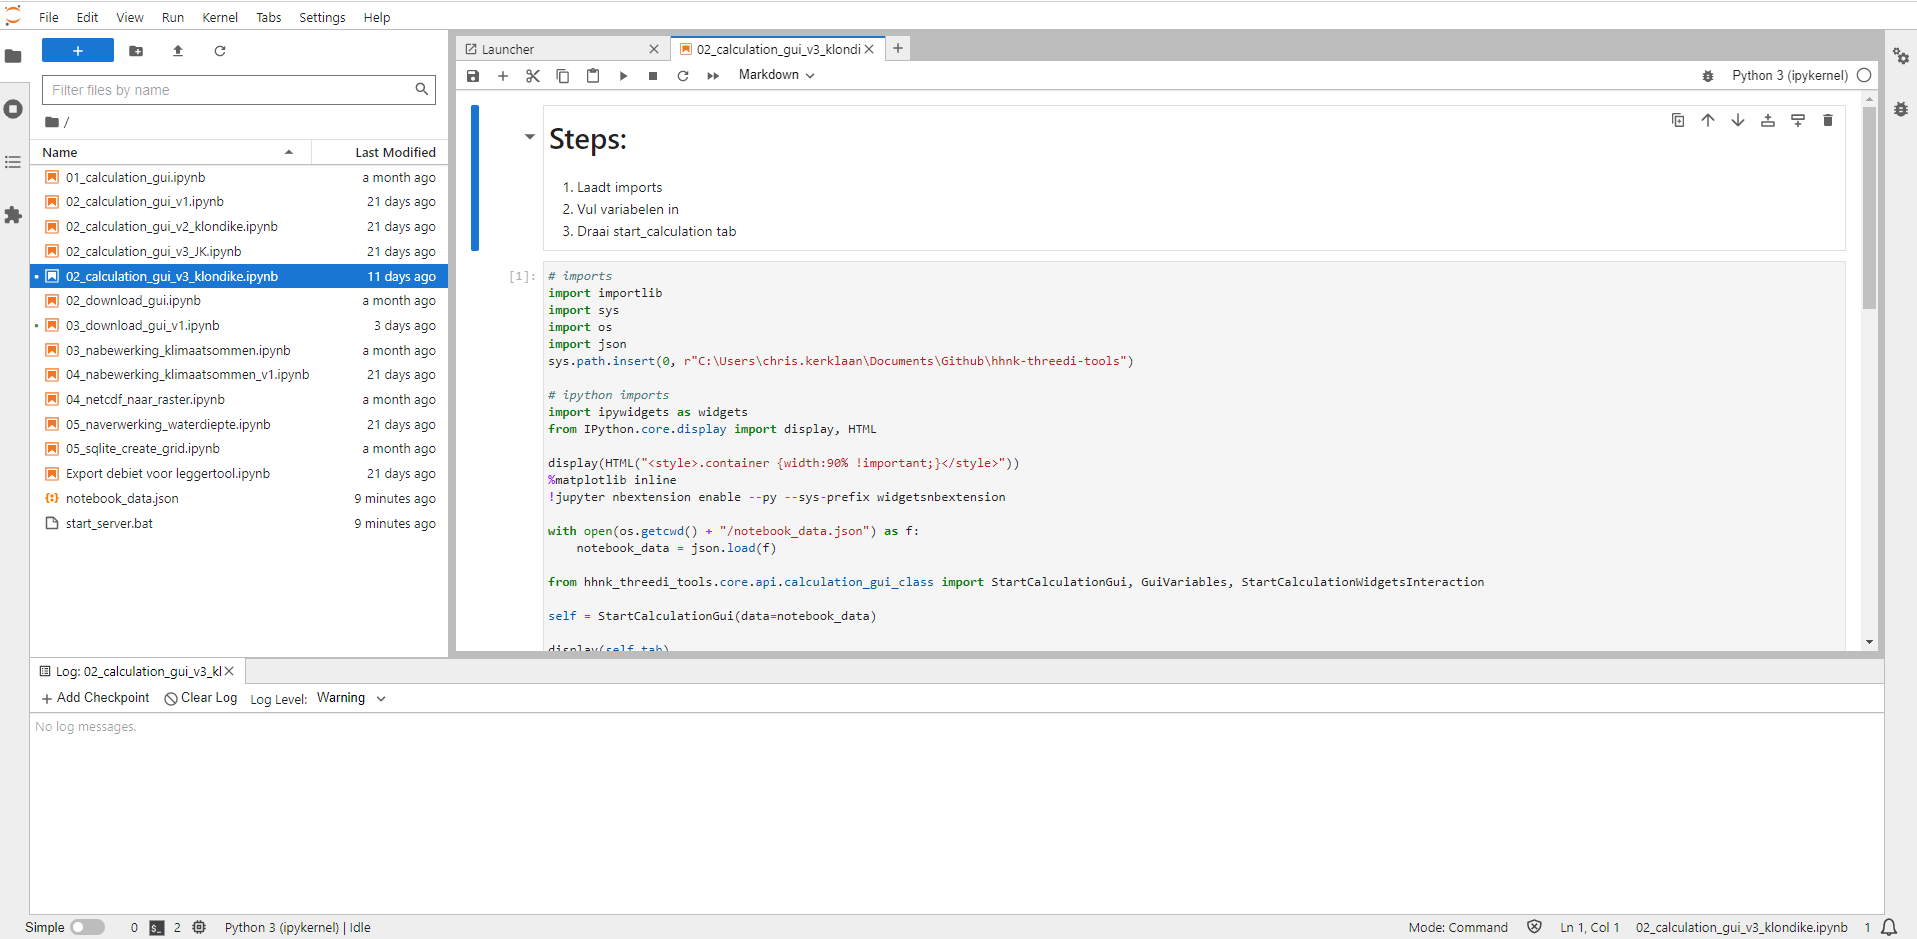 File Edit View Run Kernel Tabs Settings Help
Filter files by name
/
Name Last Modified
01_calculation_gui.ipynb a month ago
02_calculation_gui_v1.ipynb 21 days ago
02_calculation_gui_v2_klondike.ipynb 21 days ago
02_calculation_gui_v3_JK.ipynb 21 days ago
02_calculation_gui_v3_klondike.ipynb 11 days ago
02_download_gui.ipynb a month ago
03_download_gui_v1.ipynb 3 days ago
03_nabewerking_klimaatsommen.ipynb a month ago
04_nabewerking_klimaatsommen_v1.ipynb 21 days ago
04_netcdf_naar_raster.ipynb a month ago
05_naverwerking_waterdiepte.ipynb 21 days ago
05_sqlite_create_grid.ipynb a month ago
Export debiet voor leggertool.ipynb 21 days ago
notebook_data.json 9 minutes ago
start_server.bat 9 minutes ago
Launcher 02_calculation_gui_v3_klondi
Markdown Python 3 (ipykernel)
Steps:
1. Laadt imports
2. Vul variabelen in
3. Draai start_calculation tab
[1]: # imports
import importlib
import sys
import os
import json
sys.path.insert(0, r"C:\Users\chris.kerklaan\Documents\Github\hhnk-threedi-tools")
# ipython imports
import ipywidgets as widgets
from IPython.core.display import display, HTML
display(HTML("<style>.container {width:90% !important;}</style>"))
%matplotlib inline
!jupyter nbextension enable --py --sys-prefix widgetsnbextension
with open(os.getcwd() + "/notebook_data.json") as f:
    notebook_data = json.load(f)
from hhnk_threedi_tools.core.api.calculation_gui_class import StartCalculationGui, GuiVariables, StartCalculationWidgetsInteraction
self = StartCalculationGui(data=notebook_data)
display(self.tab)
Log: 02_calculation_gui_v3_kl
Add Checkpoint Clear Log Log Level: Warning
No log messages.
Simple 0 $_ 2 Python 3 (ipykernel) | Idle Mode: Command Ln 1, Col 1 02_calculation_gui_v3_klondike.ipynb 1